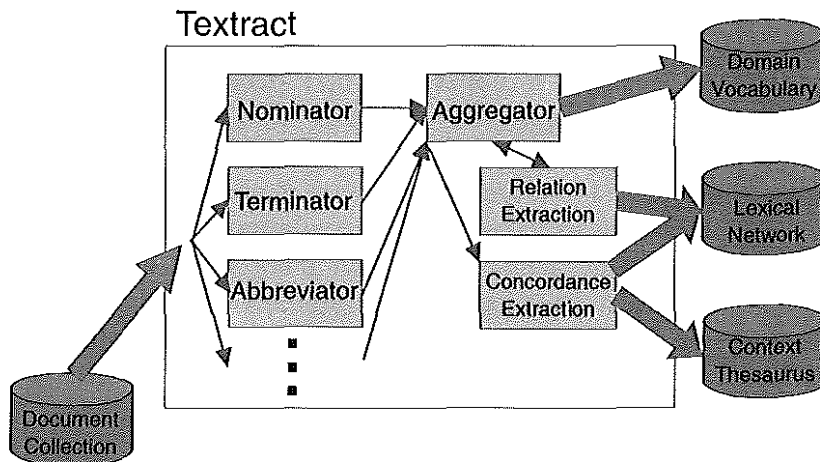 Textract
Domain
Vocabulary
Nominator
Aggregator
Terminator
Relation
Extraction
Lexical
Network
Abbreviator
Concordance
Extraction
Context
Thesaurus
Document
Collection